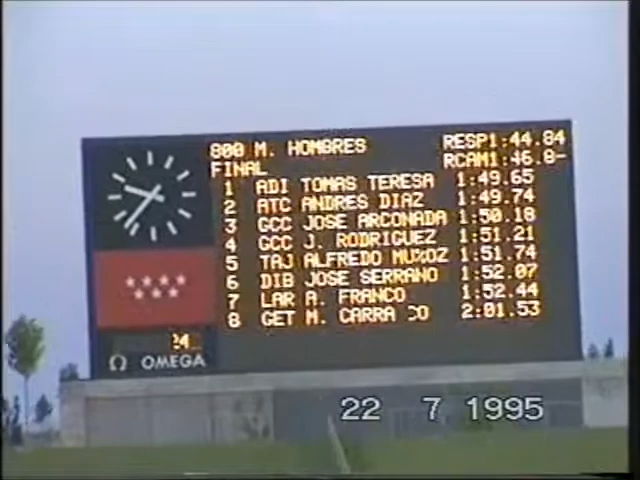 800 M. HOMBRES RESP1:44.84
FINAL RCAM1:46.8-
1 ADI TOMAS TERESA 1:49.65
2 ATC ANDRES DIAZ 1:49.74
3 GCC JOSE ARCONADA 1:50.18
4 GCC J. RODRIGUEZ 1:51.21
5 TAJ ALFREDO MUÑOZ 1:51.74
6 DIB JOSE SERRANO 1:52.07
7 LAR A. FRANCO 1:52.44
8 GET M. 2:01.53
Ω OMEGA
22 7 1995